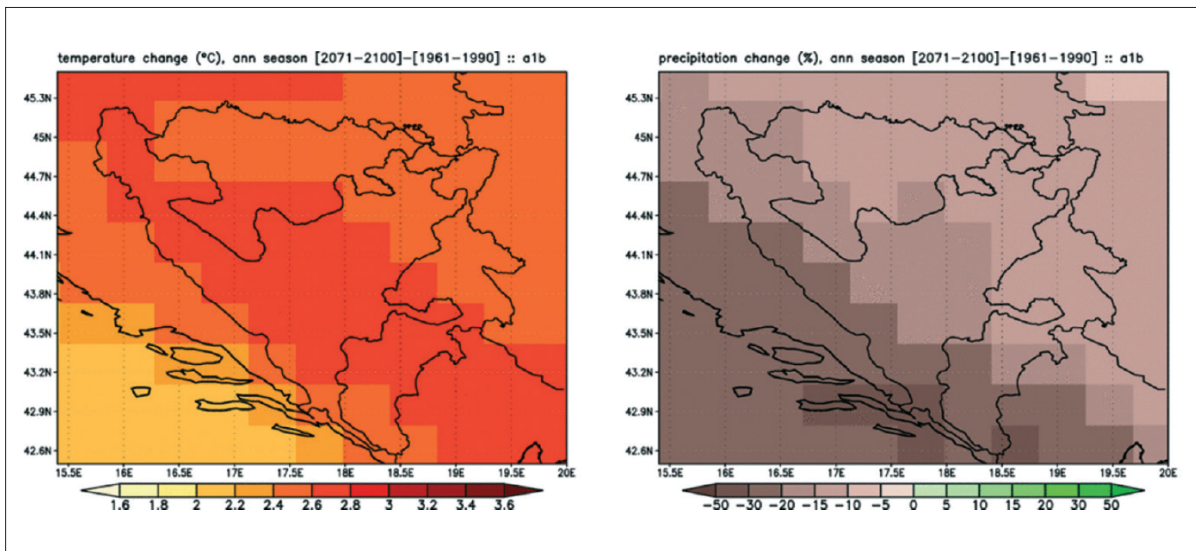 temperature change (°C), ann season [2071-2100]-[1961-1990] :: a1b
45.3N
45N
44.7N
44.4N
44.1N
43.8N
43.5N
43.2N
42.9N
42.6N
15.5E 16E 16.5E 17E 17.5E 18E 18.5E 19E 19.5E 20E
1.6 1.8 2 2.2 2.4 2.6 2.8 3 3.2 3.4 3.6
precipitation change (%), ann season [2071-2100]-[1961-1990] :: a1b
45.3N
45N
44.7N
44.4N
44.1N
43.8N
43.5N
43.2N
42.9N
42.6N
15.5E 16E 16.5E 17E 17.5E 18E 18.5E 19E 19.5E 20E
-50 -30 -20 -15 -10 -5 0 5 10 15 20 30 50